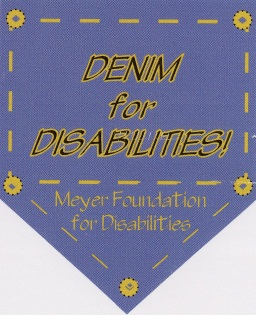 DENIM
for
DISABILITIES!
Meyer Foundation
for Disabilities